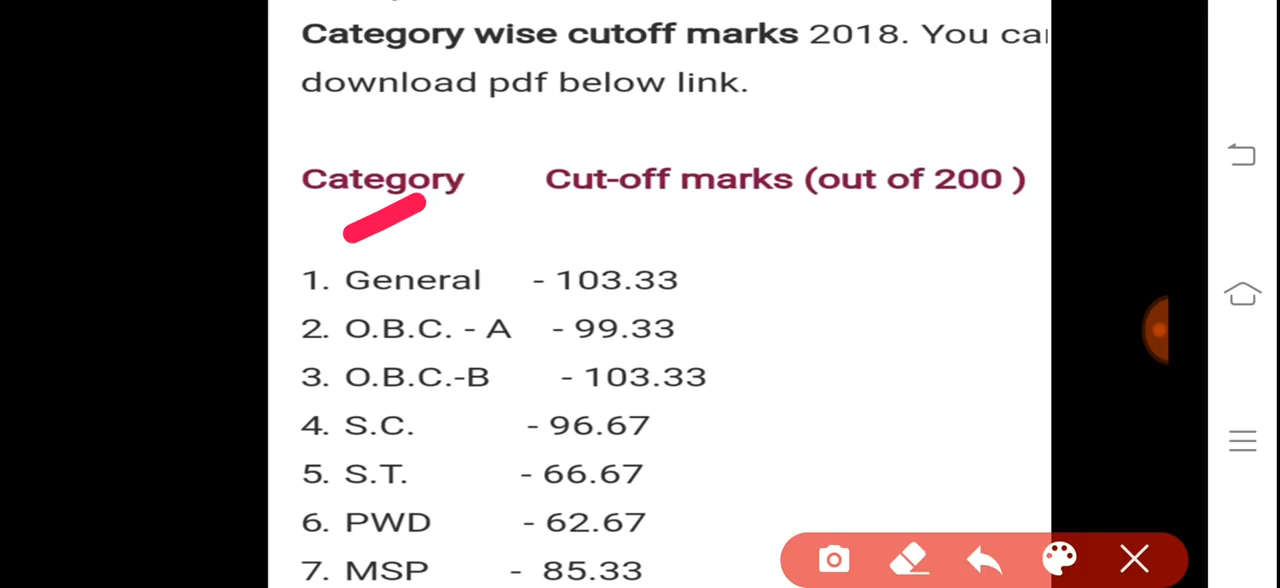 Category wise cutoff marks 2018. You
download pdf below link.
Category Cut-off marks (out of 200 )
1. General - 103.33
2. O.B.C. - A - 99.33
3. O.B.C.-B - 103.33
4. S.C. - 96.67
5. S.T. - 66.67
6. PWD - 62.67
7. MSP - 85.33